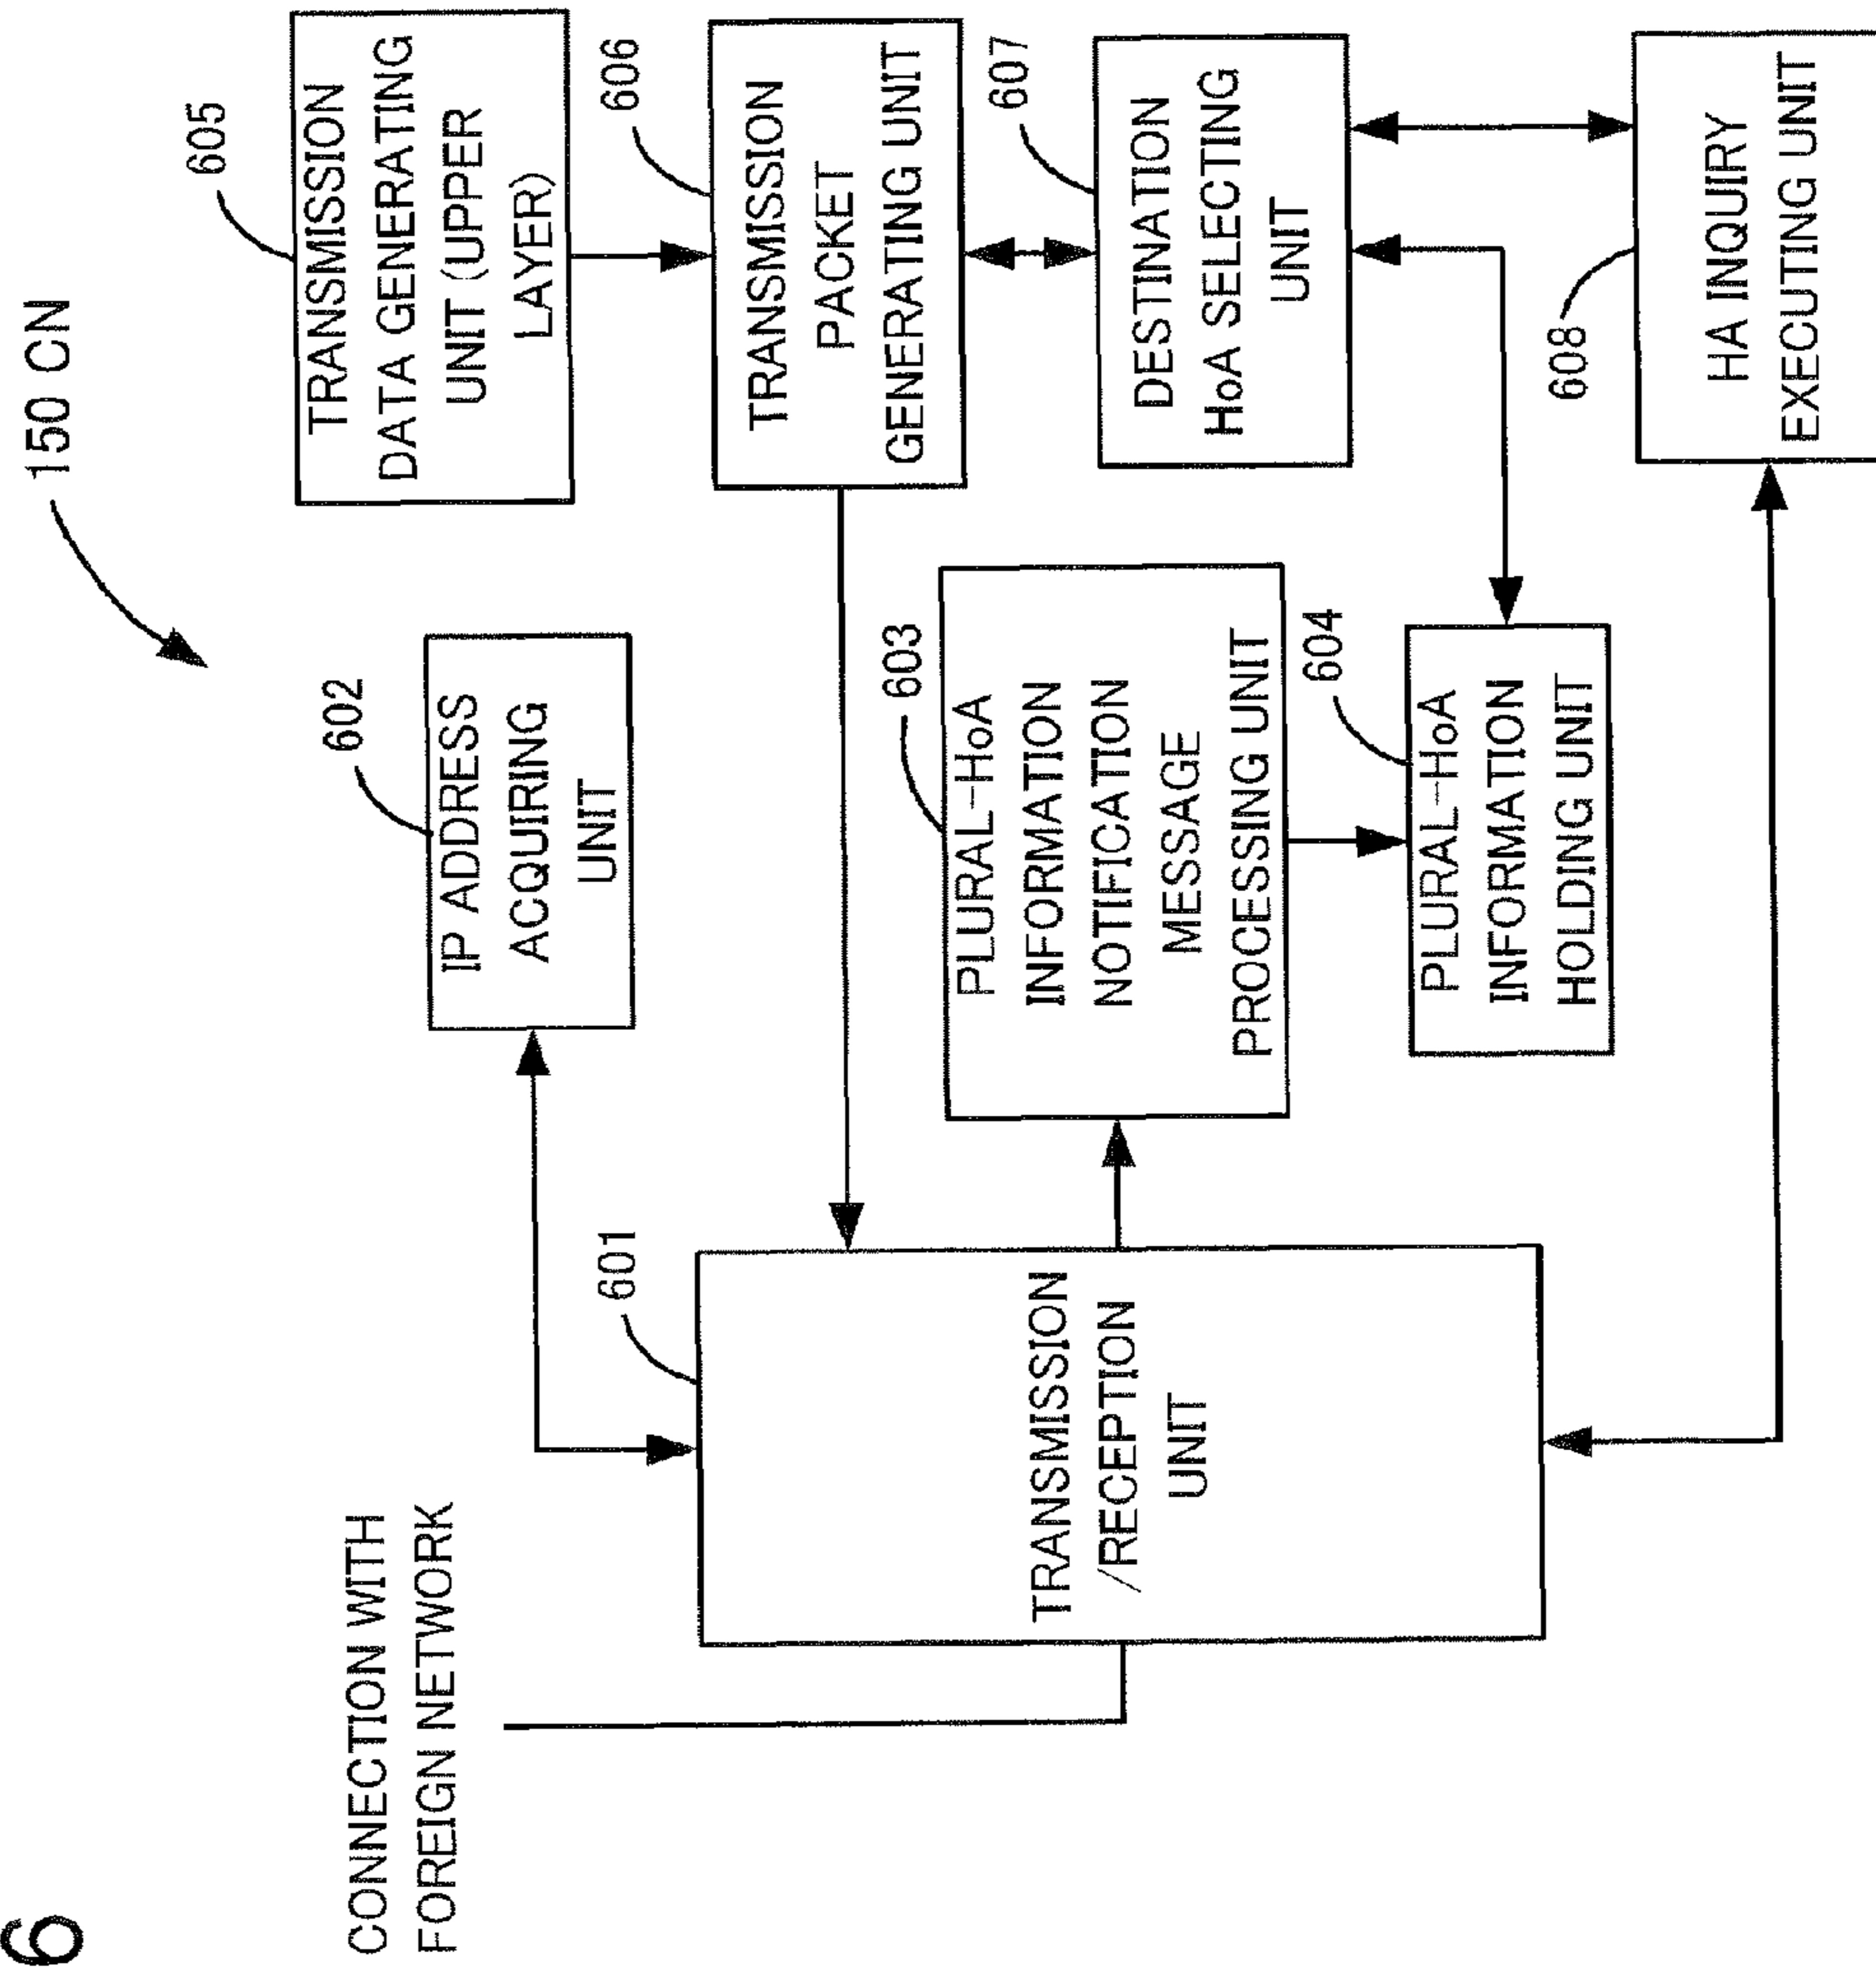 6
150 CN
CONNECTION WITH
FOREIGN NETWORK
601
TRANSMISSION
/RECEPTION
UNIT
602
IP ADDRESS
ACQUIRING
UNIT
603
PLURAL-HoA
INFORMATION
NOTIFICATION
MESSAGE
PROCESSING UNIT
604
PLURAL-HoA
INFORMATION
HOLDING UNIT
605
TRANSMISSION
DATA GENERATING
UNIT (UPPER
LAYER)
606
TRANSMISSION
PACKET
GENERATING UNIT
607
DESTINATION
HoA SELECTING
UNIT
608
HA INQUIRY
EXECUTING UNIT